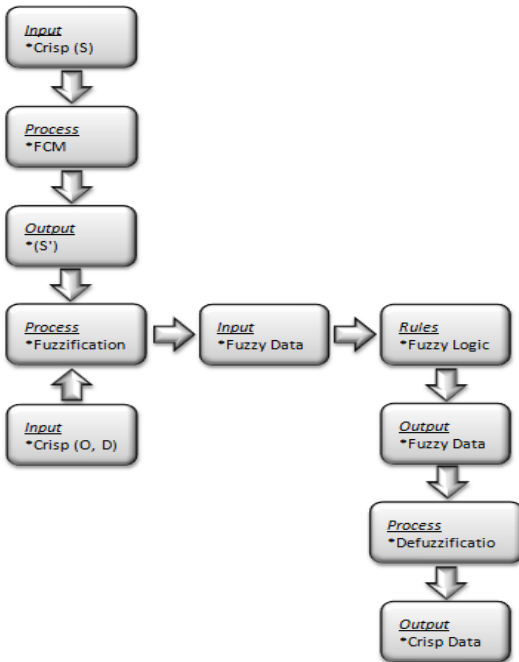 Input
*Crisp (S)
Process
*FCM
Output
*(S')
Process
*Fuzzification
Input
*Crisp (O, D)
Input
*Fuzzy Data
Rules
*Fuzzy Logic
Output
*Fuzzy Data
Process
*Defuzzificatio
Output
*Crisp Data